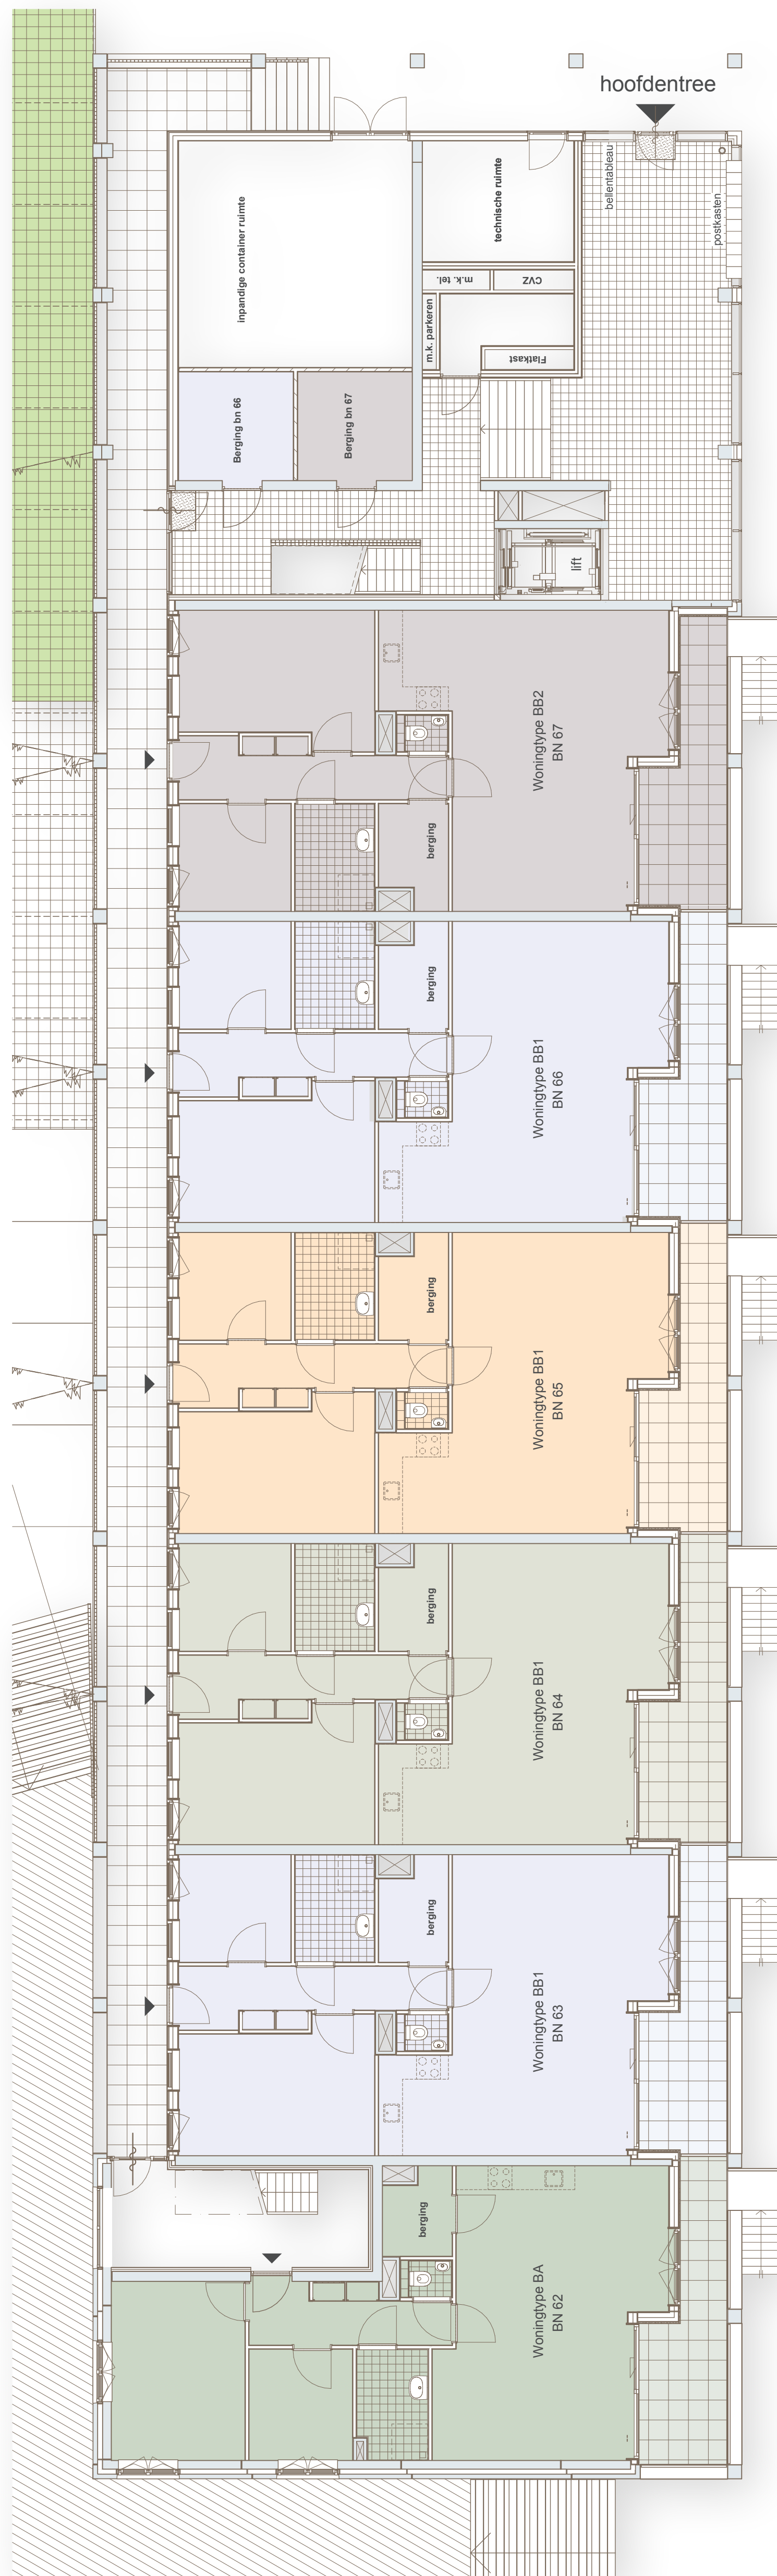 hoofdentree
bellentableau
postkasten
inpandige container ruimte
technische ruimte
m.k. tel.
CVZ
m.k. parkeren
Flatkast
Berging bn 66
Berging bn 67
lift
Woningtype BB2
BN 67
berging
berging
Woningtype BB1
BN 66
berging
Woningtype BB1
BN 65
berging
Woningtype BB1
BN 64
berging
Woningtype BB1
BN 63
berging
Woningtype BA
BN 62